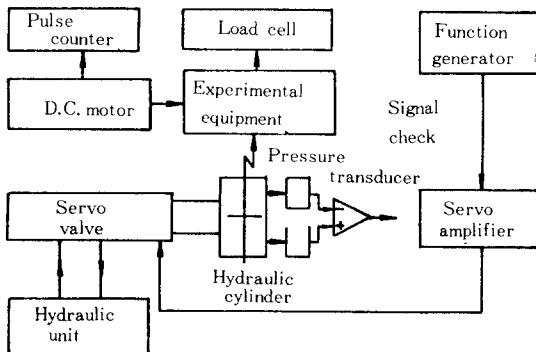 Pulse
counter
Load cell
Function
generator
D.C. motor
Experimental
equipment
Signal
check
Pressure
transducer
Servo
valve
Servo
amplifier
Hydraulic
cylinder
Hydraulic
unit